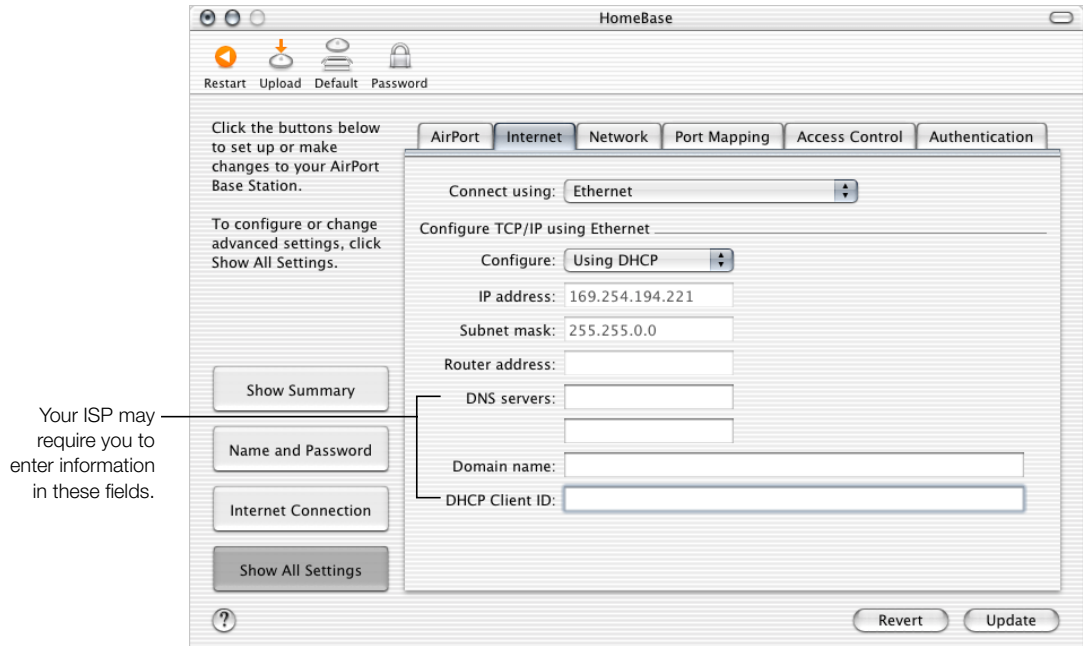 HomeBase
Restart Upload Default Password
Click the buttons below
to set up or make
changes to your AirPort
Base Station.
To configure or change
advanced settings, click
Show All Settings.
Show Summary
Name and Password
Internet Connection
Show All Settings
AirPort Internet Network Port Mapping Access Control Authentication
Connect using: Ethernet
Configure TCP/IP using Ethernet
Configure: Using DHCP
IP address: 169.254.194.221
Subnet mask: 255.255.0.0
Router address:
DNS servers:
Domain name:
DHCP Client ID:
Your ISP may
require you to
enter information
in these fields.
?
Revert Update